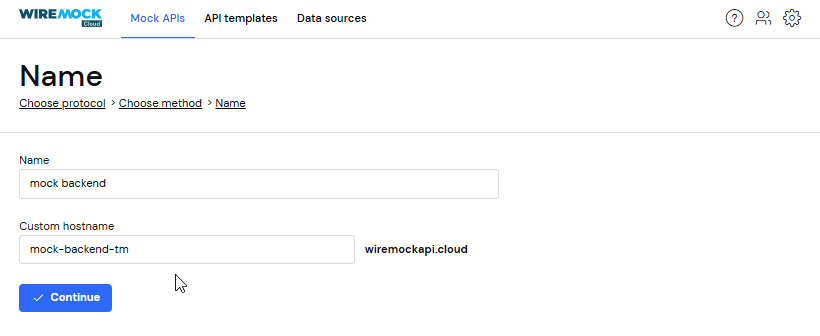 WIREMOCK Cloud Mock APIs API templates Data sources ?
Name
Choose protocol > Choose method > Name
Name
mock backend
Custom hostname
mock-backend-tm wiremockapi.cloud
Continue